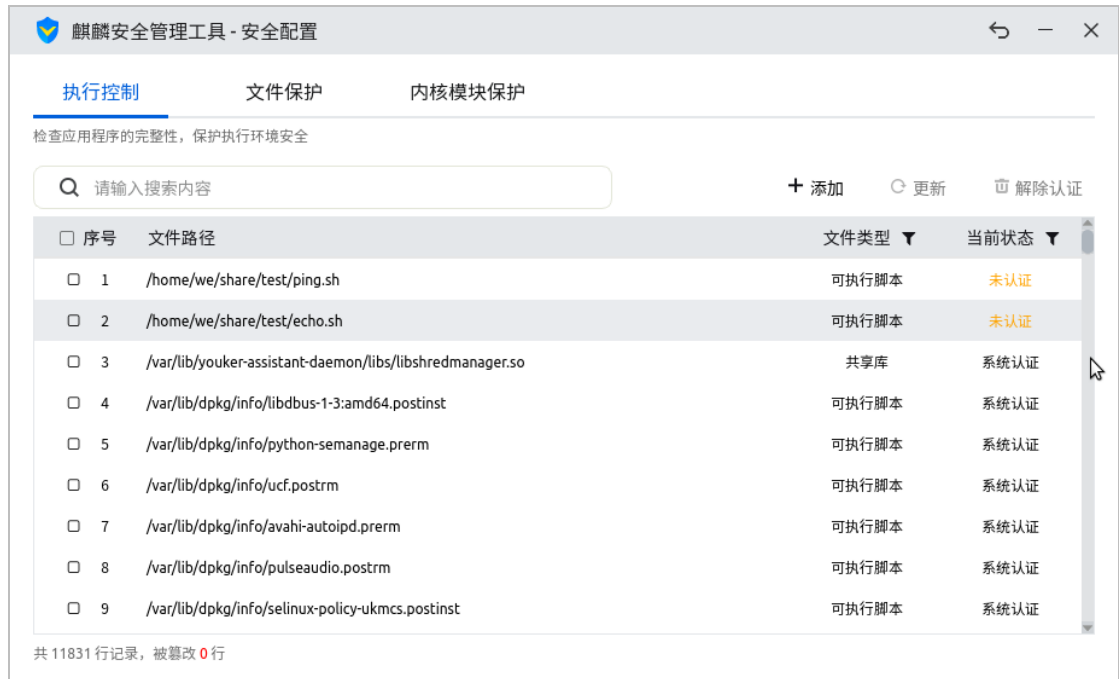 麒麟安全管理工具 - 安全配置
执行控制 文件保护 内核模块保护
检查应用程序的完整性，保护执行环境安全
请输入搜索内容 添加 更新 解除认证
序号 文件路径 文件类型 当前状态
1 /home/we/share/test/ping.sh 可执行脚本 未认证
2 /home/we/share/test/echo.sh 可执行脚本 未认证
3 /var/lib/youker-assistant-daemon/libs/libshredmanager.so 共享库 系统认证
4 /var/lib/dpkg/info/libdbus-1-3:amd64.postinst 可执行脚本 系统认证
5 /var/lib/dpkg/info/python-semanage.prerm 可执行脚本 系统认证
6 /var/lib/dpkg/info/ucf.postrm 可执行脚本 系统认证
7 /var/lib/dpkg/info/avahi-autoipd.prerm 可执行脚本 系统认证
8 /var/lib/dpkg/info/pulseaudio.postrm 可执行脚本 系统认证
9 /var/lib/dpkg/info/selinux-policy-ukmcs.postinst 可执行脚本 系统认证
共 11831 行记录，被篡改 0 行